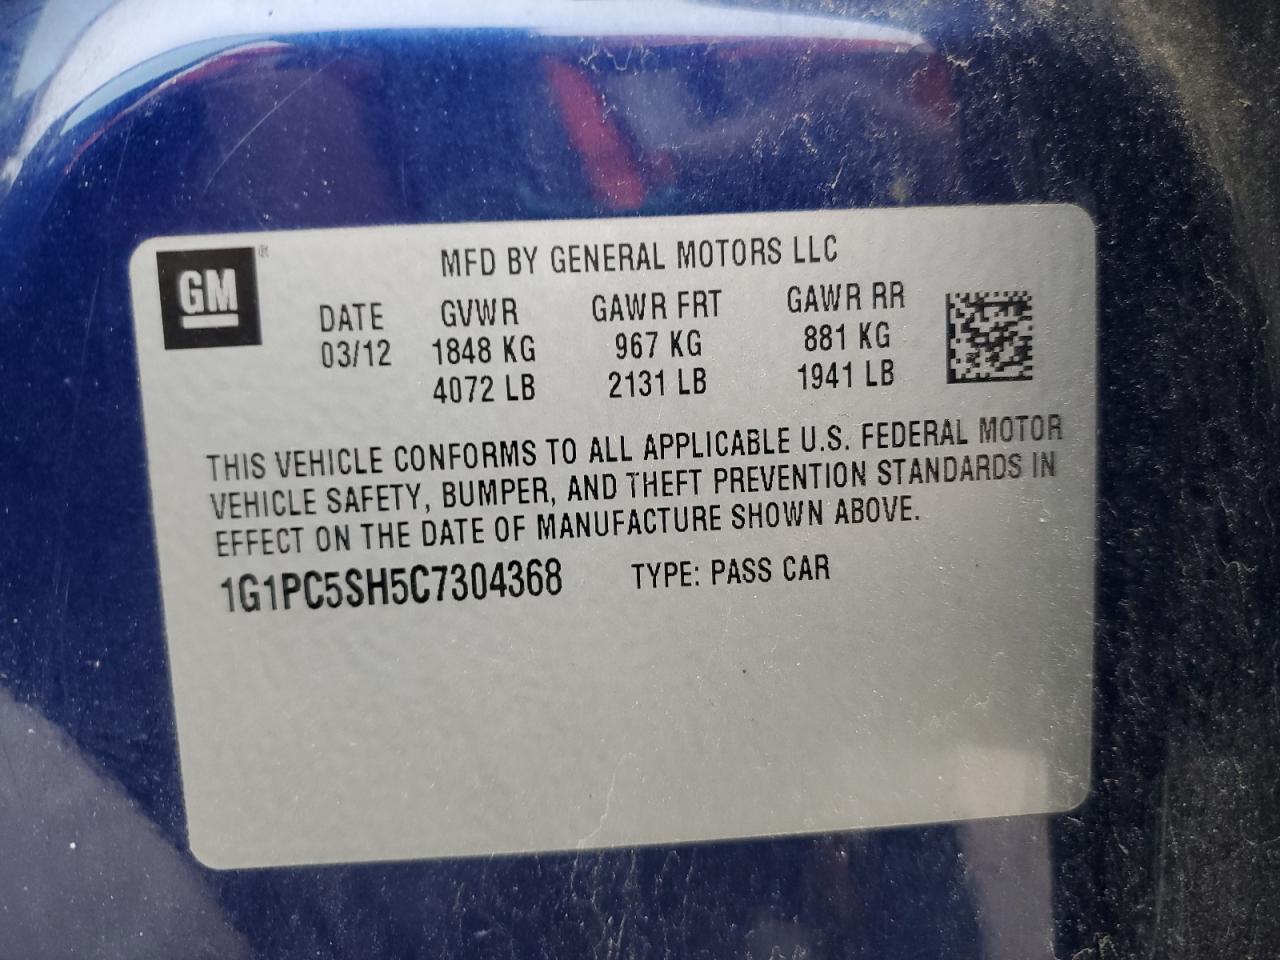 GM ®
MFD BY GENERAL MOTORS LLC
DATE GVWR GAWR FRT GAWR RR
03/12 1848 KG 967 KG 881 KG
4072 LB 2131 LB 1941 LB
THIS VEHICLE CONFORMS TO ALL APPLICABLE U.S. FEDERAL MOTOR
VEHICLE SAFETY, BUMPER, AND THEFT PREVENTION STANDARDS IN
EFFECT ON THE DATE OF MANUFACTURE SHOWN ABOVE.
1G1PC5SH5C7304368 TYPE: PASS CAR